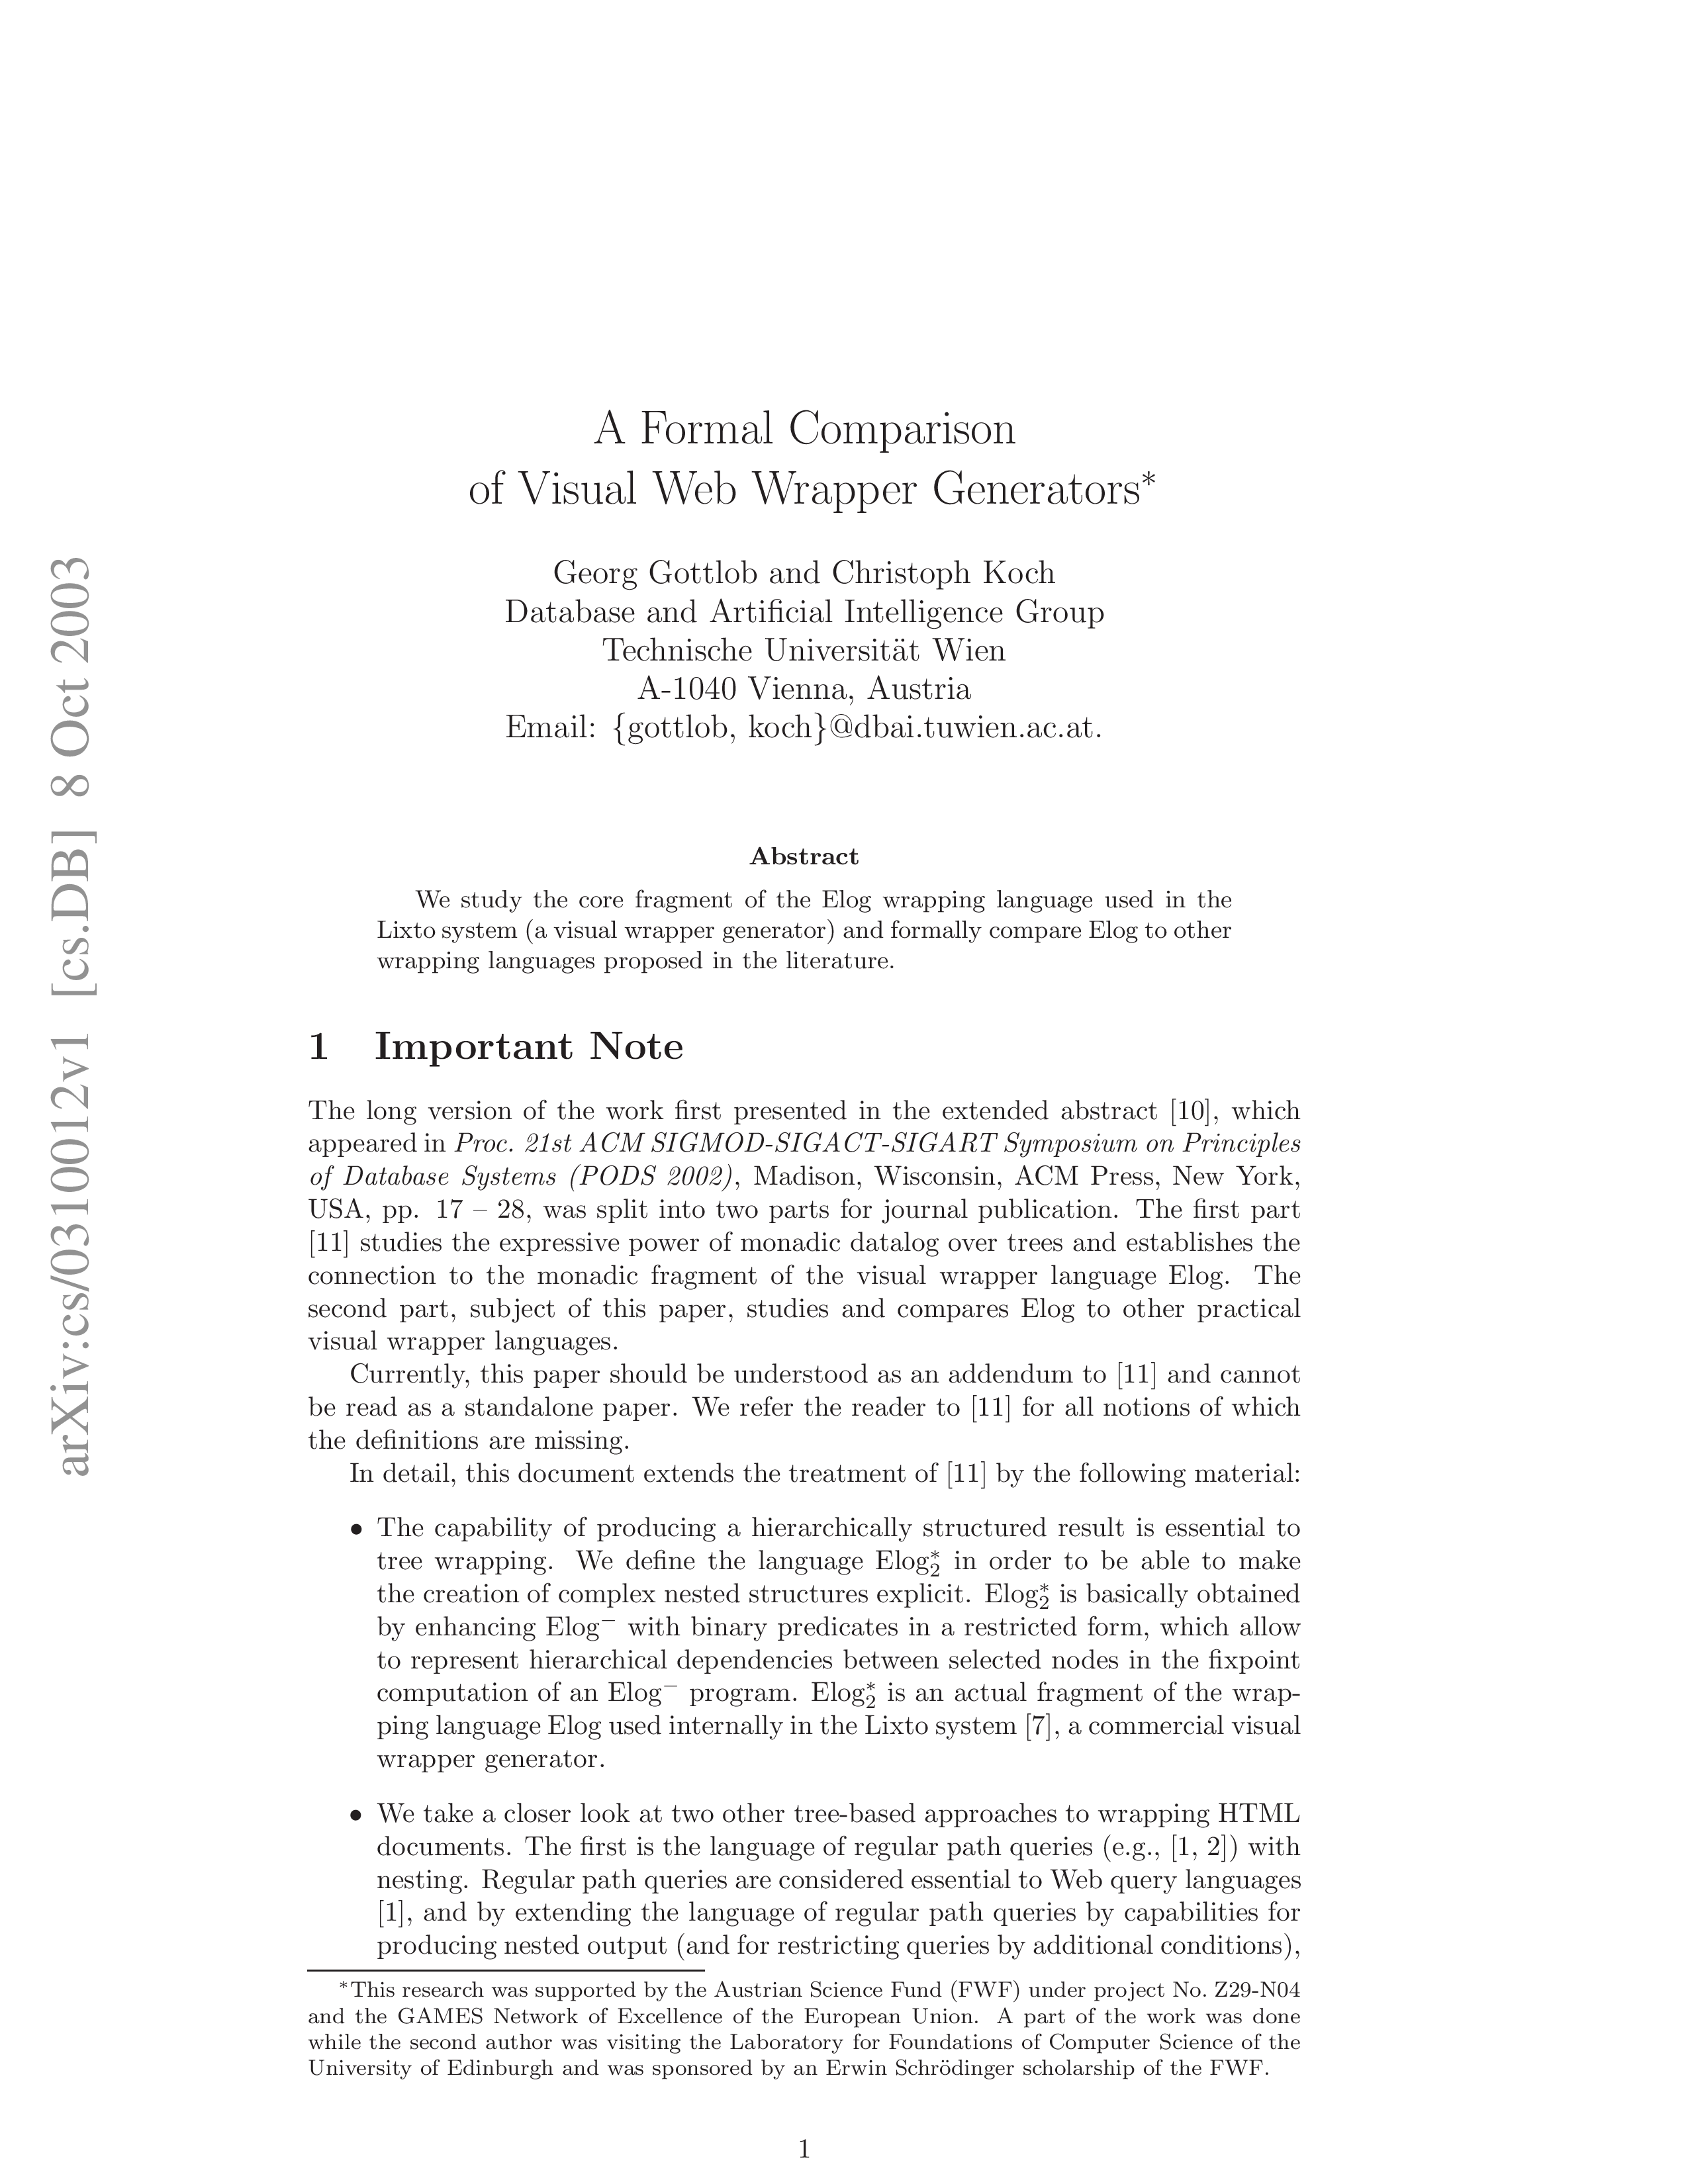 A Formal Comparison
of Visual Web Wrapper Generators*
Georg Gottlob and Christoph Koch
Database and Artificial Intelligence Group
Technische Universität Wien
A-1040 Vienna, Austria
Email: {gottlob, koch}@dbai.tuwien.ac.at.
arXiv:cs/0310012v1 [cs.DB] 8 Oct 2003
Abstract
We study the core fragment of the Elog wrapping language used in the
Lixto system (a visual wrapper generator) and formally compare Elog to other
wrapping languages proposed in the literature.
1 Important Note
The long version of the work first presented in the extended abstract [10], which
appeared in Proc. 21st ACM SIGMOD-SIGACT-SIGART Symposium on Principles
of Database Systems (PODS 2002), Madison, Wisconsin, ACM Press, New York,
USA, pp. 17 – 28, was split into two parts for journal publication. The first part
[11] studies the expressive power of monadic datalog over trees and establishes the
connection to the monadic fragment of the visual wrapper language Elog. The
second part, subject of this paper, studies and compares Elog to other practical
visual wrapper languages.
Currently, this paper should be understood as an addendum to [11] and cannot
be read as a standalone paper. We refer the reader to [11] for all notions of which
the definitions are missing.
In detail, this document extends the treatment of [11] by the following material:
• The capability of producing a hierarchically structured result is essential to
tree wrapping. We define the language Elog₂* in order to be able to make
the creation of complex nested structures explicit. Elog₂* is basically obtained
by enhancing Elog⁻ with binary predicates in a restricted form, which allow
to represent hierarchical dependencies between selected nodes in the fixpoint
computation of an Elog⁻ program. Elog₂* is an actual fragment of the wrap-
ping language Elog used internally in the Lixto system [7], a commercial visual
wrapper generator.
• We take a closer look at two other tree-based approaches to wrapping HTML
documents. The first is the language of regular path queries (e.g., [1, 2]) with
nesting. Regular path queries are considered essential to Web query languages
[1], and by extending the language of regular path queries by capabilities for
producing nested output (and for restricting queries by additional conditions),
*This research was supported by the Austrian Science Fund (FWF) under project No. Z29-N04
and the GAMES Network of Excellence of the European Union. A part of the work was done
while the second author was visiting the Laboratory for Foundations of Computer Science of the
University of Edinburgh and was sponsored by an Erwin Schrödinger scholarship of the FWF.
1